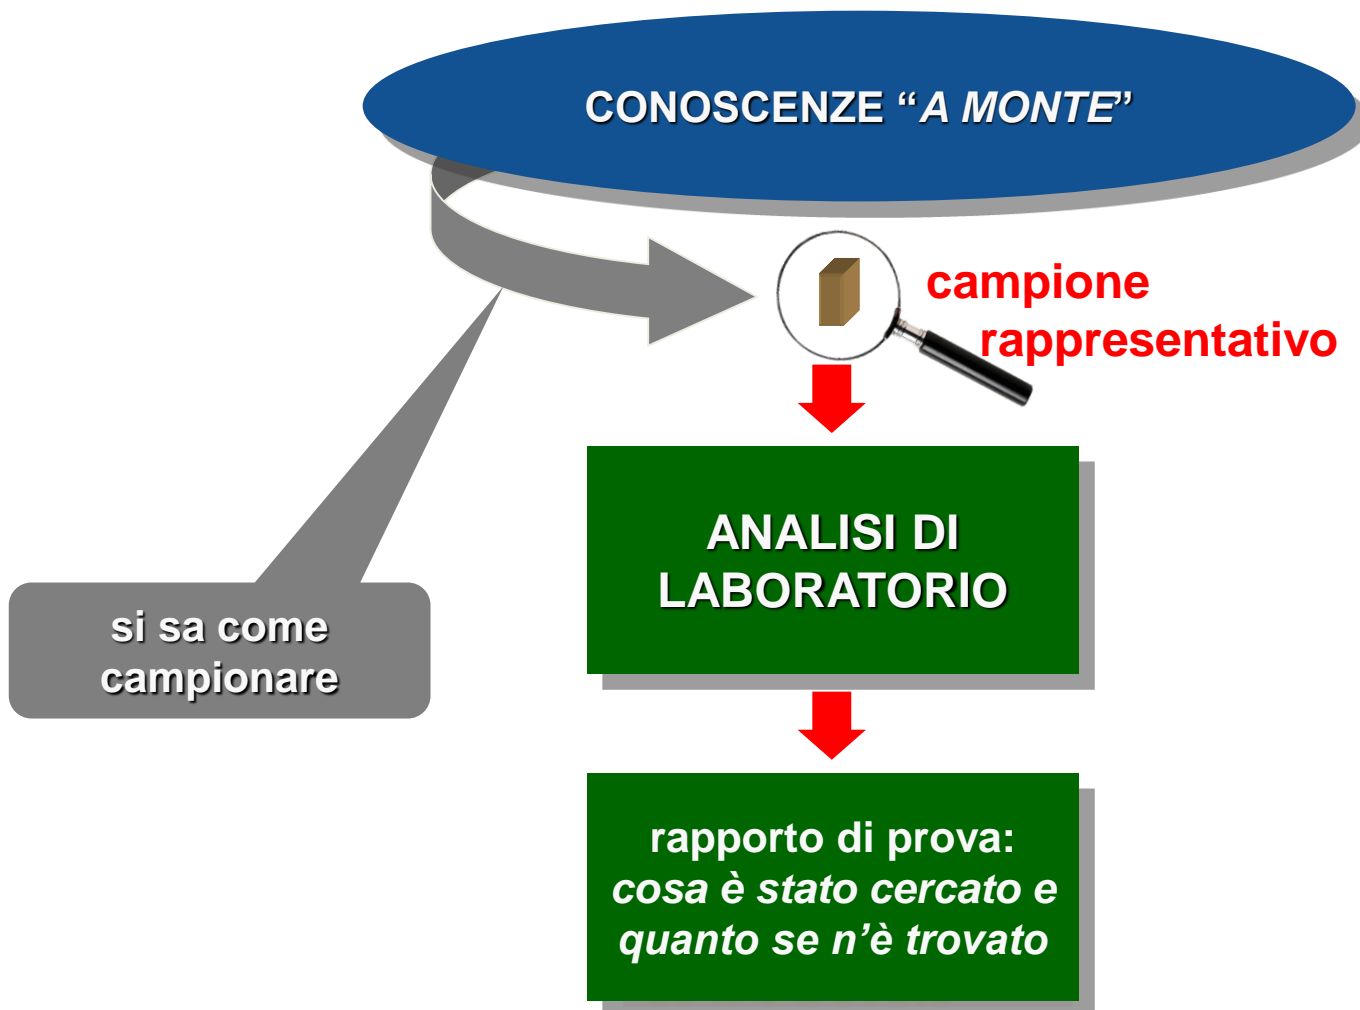 CONOSCENZE “A MONTE”
campione
rappresentativo
ANALISI DI
LABORATORIO
si sa come
campionare
rapporto di prova:
cosa è stato cercato e
quanto se n’è trovato